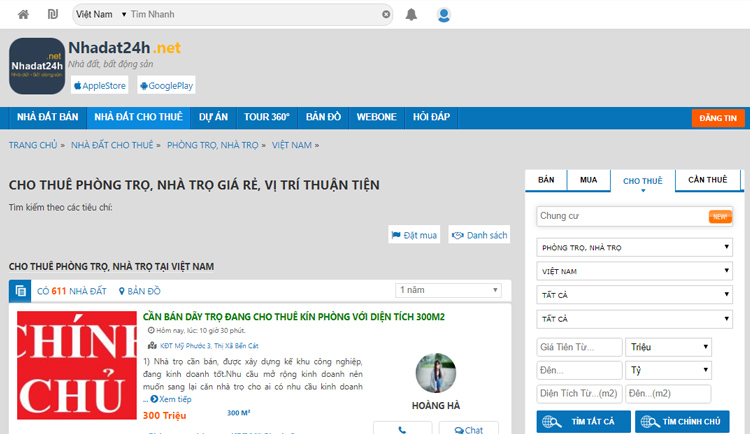 Việt Nam Tìm Nhanh
.net
Nhadat24h
Nhà đất - Bất động sản
Nhadat24h.net
Nhà đất, bất động sản
AppleStore GooglePlay
NHÀ ĐẤT BÁN NHÀ ĐẤT CHO THUÊ DỰ ÁN TOUR 360° BẢN ĐỒ WEBONE HỎI ĐÁP ĐĂNG TIN
TRANG CHỦ » NHÀ ĐẤT CHO THUÊ » PHÒNG TRỌ, NHÀ TRỌ » VIỆT NAM »
CHO THUÊ PHÒNG TRỌ, NHÀ TRỌ GIÁ RẺ, VỊ TRÍ THUẬN TIỆN
Tìm kiếm theo các tiêu chí:
Đặt mua Danh sách
CHO THUÊ PHÒNG TRỌ, NHÀ TRỌ TẠI VIỆT NAM
CÓ 611 NHÀ ĐẤT BẢN ĐỒ 1 năm
CHÍNH
CHỦ
CẦN BÁN DÃY TRỌ ĐANG CHO THUÊ KÍN PHÒNG VỚI DIỆN TÍCH 300M2
Hôm nay, lúc: 10 giờ 30 phút.
KĐT Mỹ Phước 3, Thị Xã Bến Cát
1) Nhà trọ cần bán, được xây dựng kế khu công nghiệp,
đang kinh doanh tốt.Nhu cầu mở rộng kinh doanh nên
muốn sang lại căn nhà trọ cho ai có nhu cầu kinh doanh
... Xem tiếp
300 Triệu 300 M²
HOÀNG HÀ
Chat
BÁN MUA CHO THUÊ CẦN THUÊ
Chung cư NEW!
PHÒNG TRỌ, NHÀ TRỌ
VIỆT NAM
TẤT CẢ
TẤT CẢ
Giá Tiền Từ... Triệu
Đến... Tỷ
Diện Tích Từ...(m2) Đến...(m2)
TÌM TẤT CẢ TÌM CHÍNH CHỦ